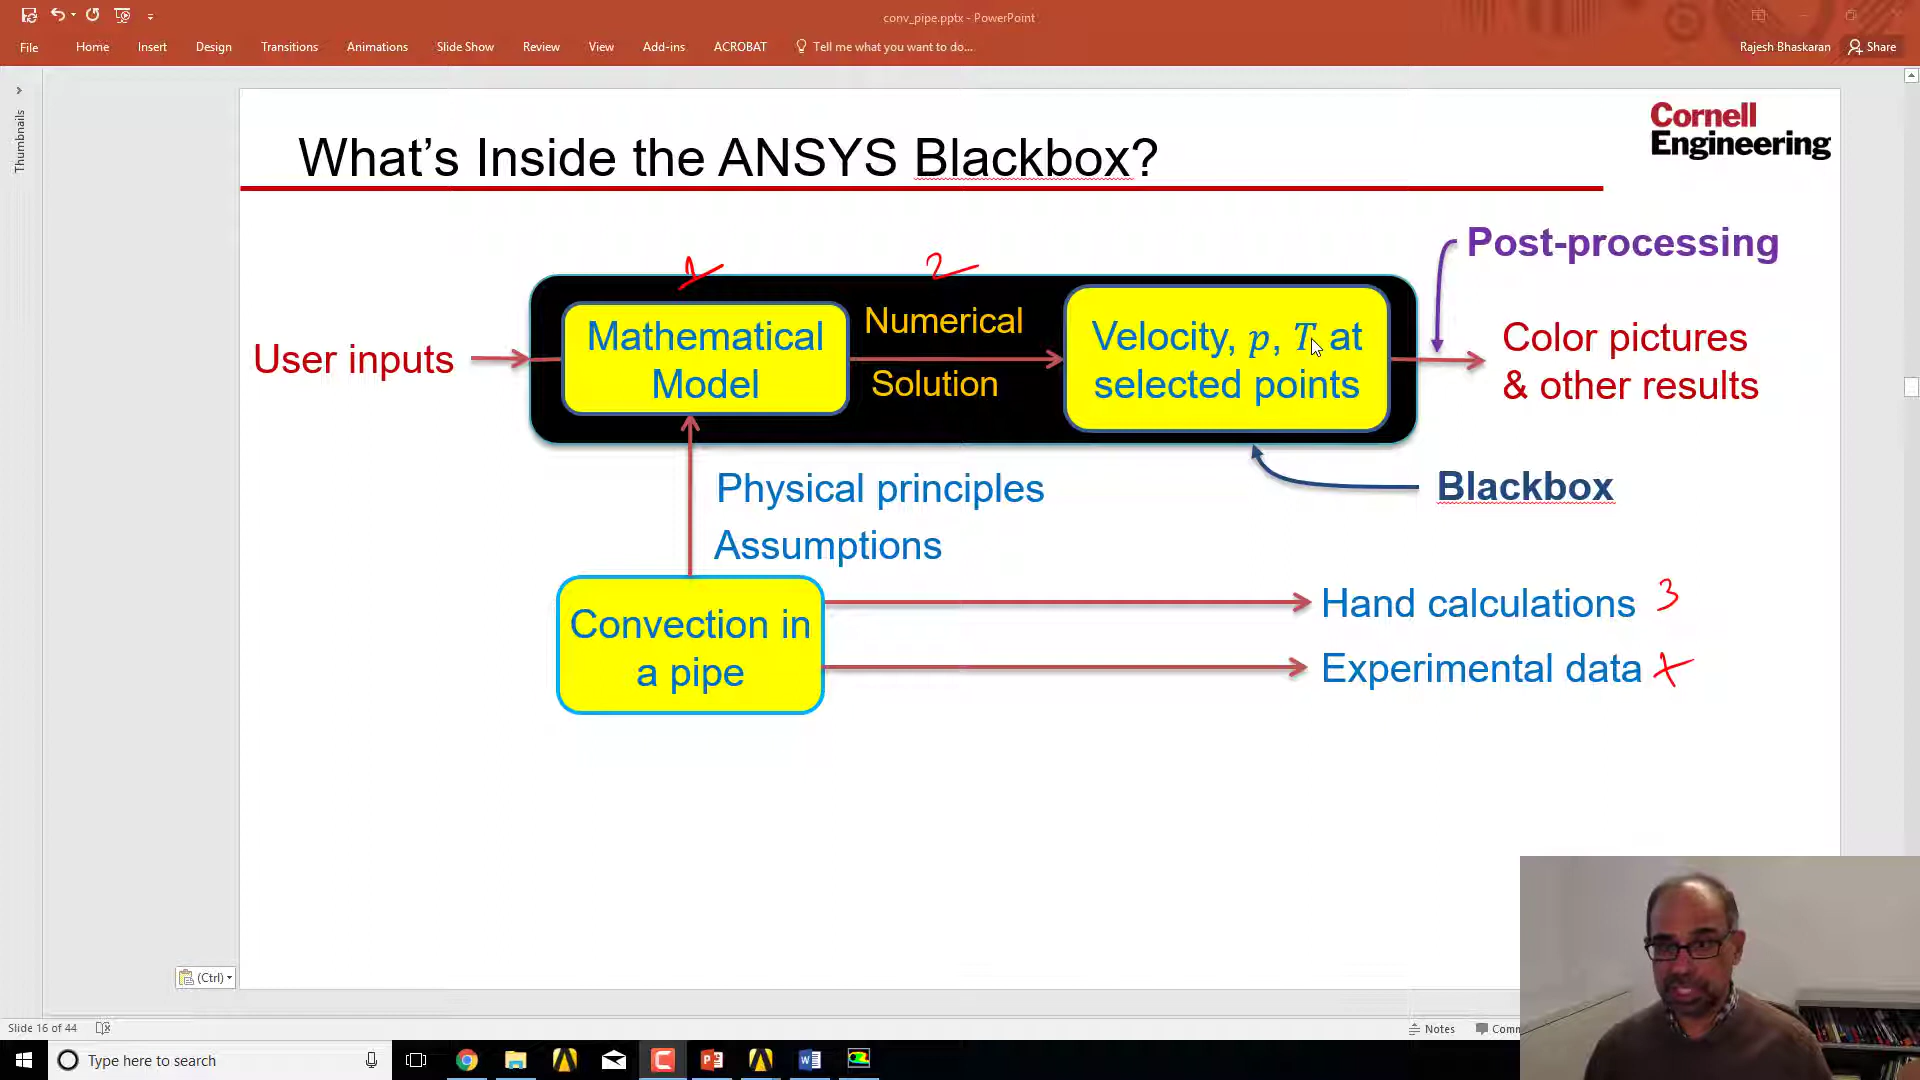 conv_pipe.pptx - PowerPoint
File Home Insert Design Transitions Animations Slide Show Review View Add-ins ACROBAT Tell me what you want to do... Rajesh Bhaskaran Share
Thumbnails
Cornell
Engineering
What's Inside the ANSYS Blackbox?
Post-processing
1 2
User inputs
Mathematical
Model
Numerical
Solution
Velocity, p, T at
selected points
Color pictures
& other results
Physical principles
Assumptions
Blackbox
Convection in
a pipe
Hand calculations 3
Experimental data x
(Ctrl)
Slide 16 of 44 Notes Comm
Type here to search